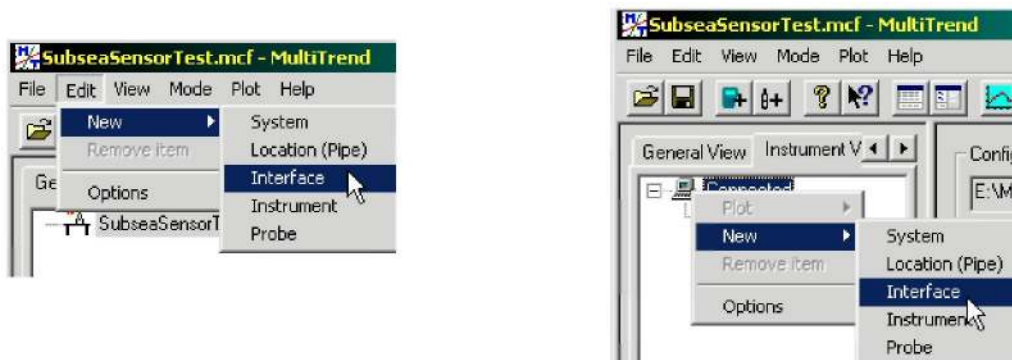 SubseaSensorTest.mcf - MultiTrend
File Edit View Mode Plot Help
New
Remove item
Options
System
Location (Pipe)
Interface
Instrument
Probe
Ge
SubseaSensorT
SubseaSensorTest.mcf - MultiTrend
File Edit View Mode Plot Help
General View Instrument V
Connected
Config
E:\M
Plot
New
Remove item
Options
System
Location (Pipe)
Interface
Instrument
Probe